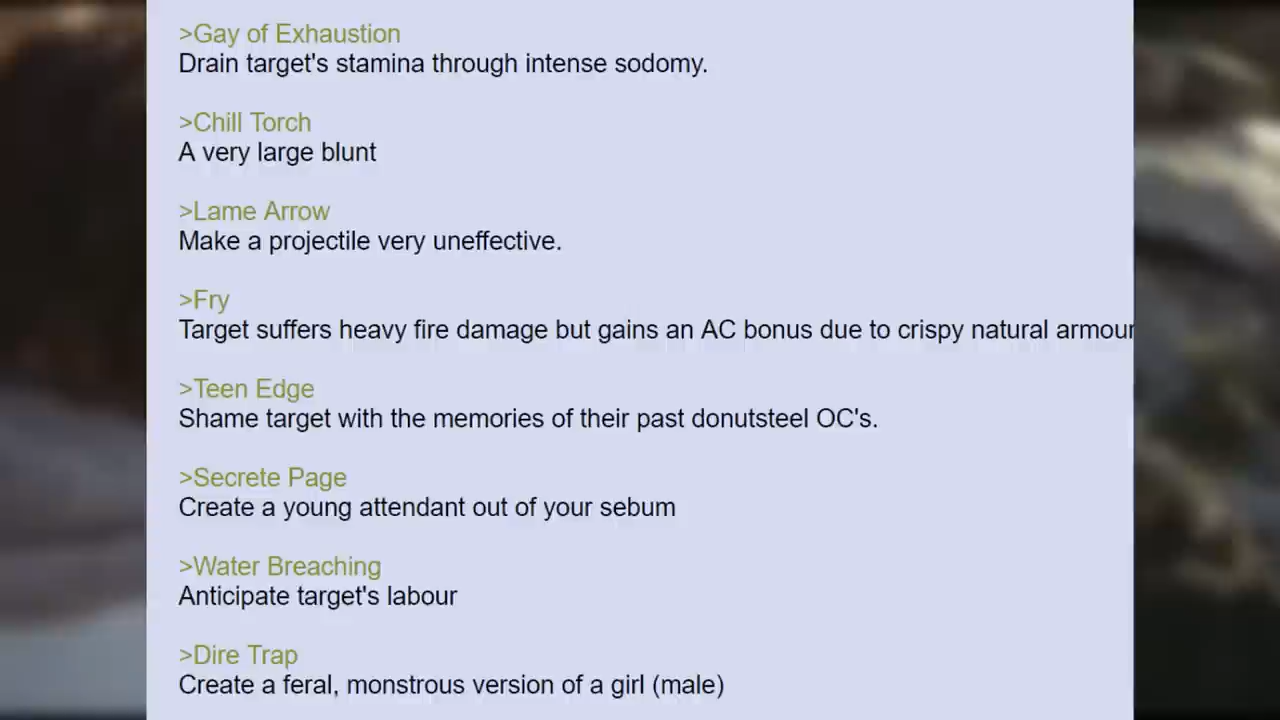 >Gay of Exhaustion
Drain target's stamina through intense sodomy.
>Chill Torch
A very large blunt
>Lame Arrow
Make a projectile very uneffective.
>Fry
Target suffers heavy fire damage but gains an AC bonus due to crispy natural armour
>Teen Edge
Shame target with the memories of their past donutsteel OC's.
>Secrete Page
Create a young attendant out of your sebum
>Water Breaching
Anticipate target's labour
>Dire Trap
Create a feral, monstrous version of a girl (male)